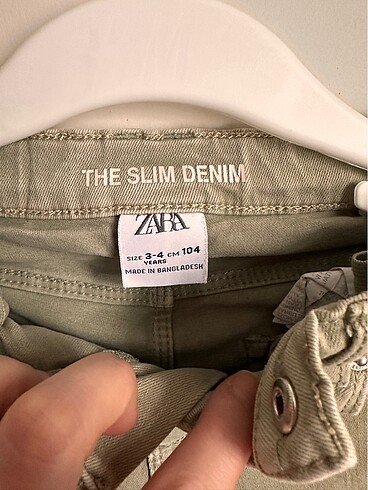 THE SLIM DENIM
ZARA
SIZE 3-4 CM 104
YEARS
MADE IN BANGLADESH